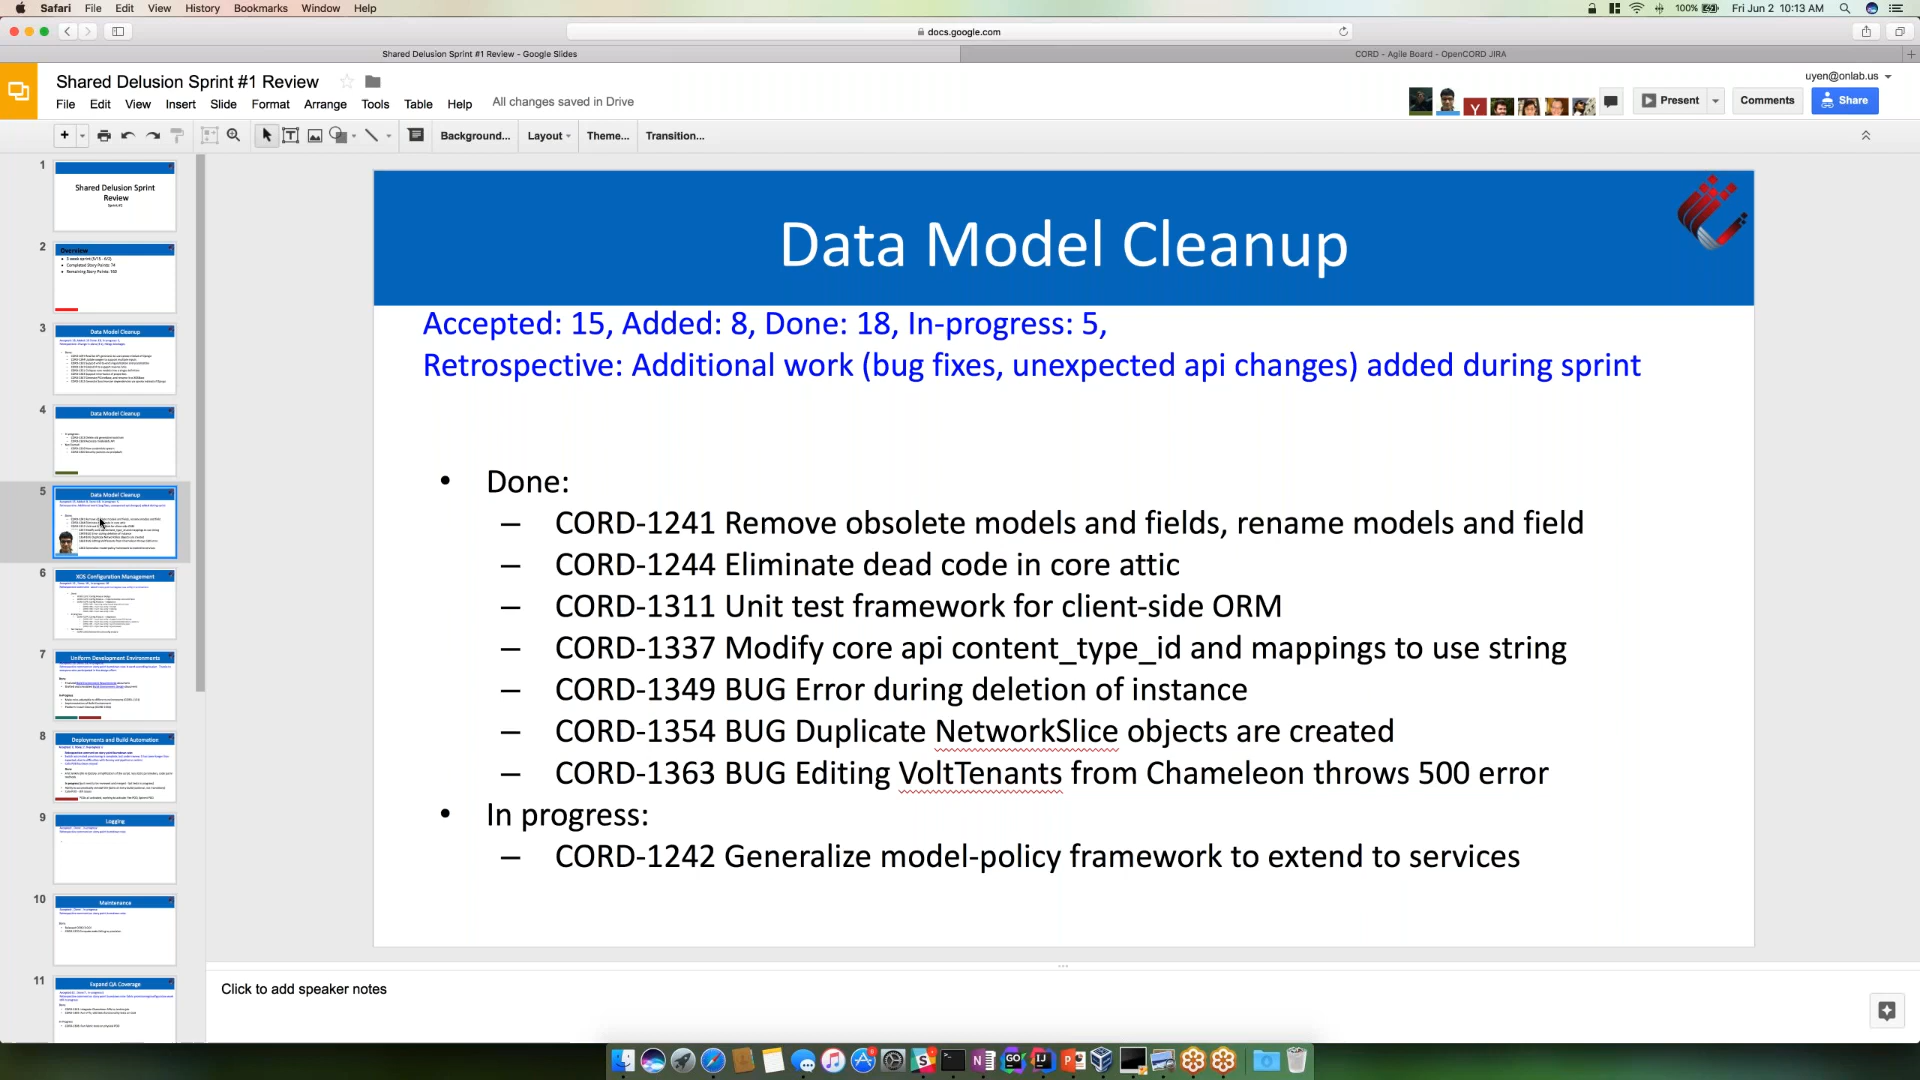 Safari File Edit View History Bookmarks Window Help 100% Fri Jun 2 10:13 AM
docs.google.com
Shared Delusion Sprint #1 Review - Google Slides CORD - Agile Board - OpenCORD JIRA
Shared Delusion Sprint #1 Review uyen@onlab.us
File Edit View Insert Slide Format Arrange Tools Table Help All changes saved in Drive Y Present Comments Share
Background... Layout Theme... Transition...
1
Shared Delusion Sprint
Review
Sprint #1
2
Overview
3
Data Model Cleanup
4
Data Model Cleanup
5
Data Model Cleanup
6
XOS Configuration Management
7
Uniform Development Environments
8
Deployments and Build Automation
9
Logging
10
Maintenance
11
Expand QA Coverage
Data Model Cleanup
Accepted: 15, Added: 8, Done: 18, In-progress: 5,
Retrospective: Additional work (bug fixes, unexpected api changes) added during sprint
• Done:
– CORD-1241 Remove obsolete models and fields, rename models and field
– CORD-1244 Eliminate dead code in core attic
– CORD-1311 Unit test framework for client-side ORM
– CORD-1337 Modify core api content_type_id and mappings to use string
– CORD-1349 BUG Error during deletion of instance
– CORD-1354 BUG Duplicate NetworkSlice objects are created
– CORD-1363 BUG Editing VoltTenants from Chameleon throws 500 error
• In progress:
– CORD-1242 Generalize model-policy framework to extend to services
Click to add speaker notes